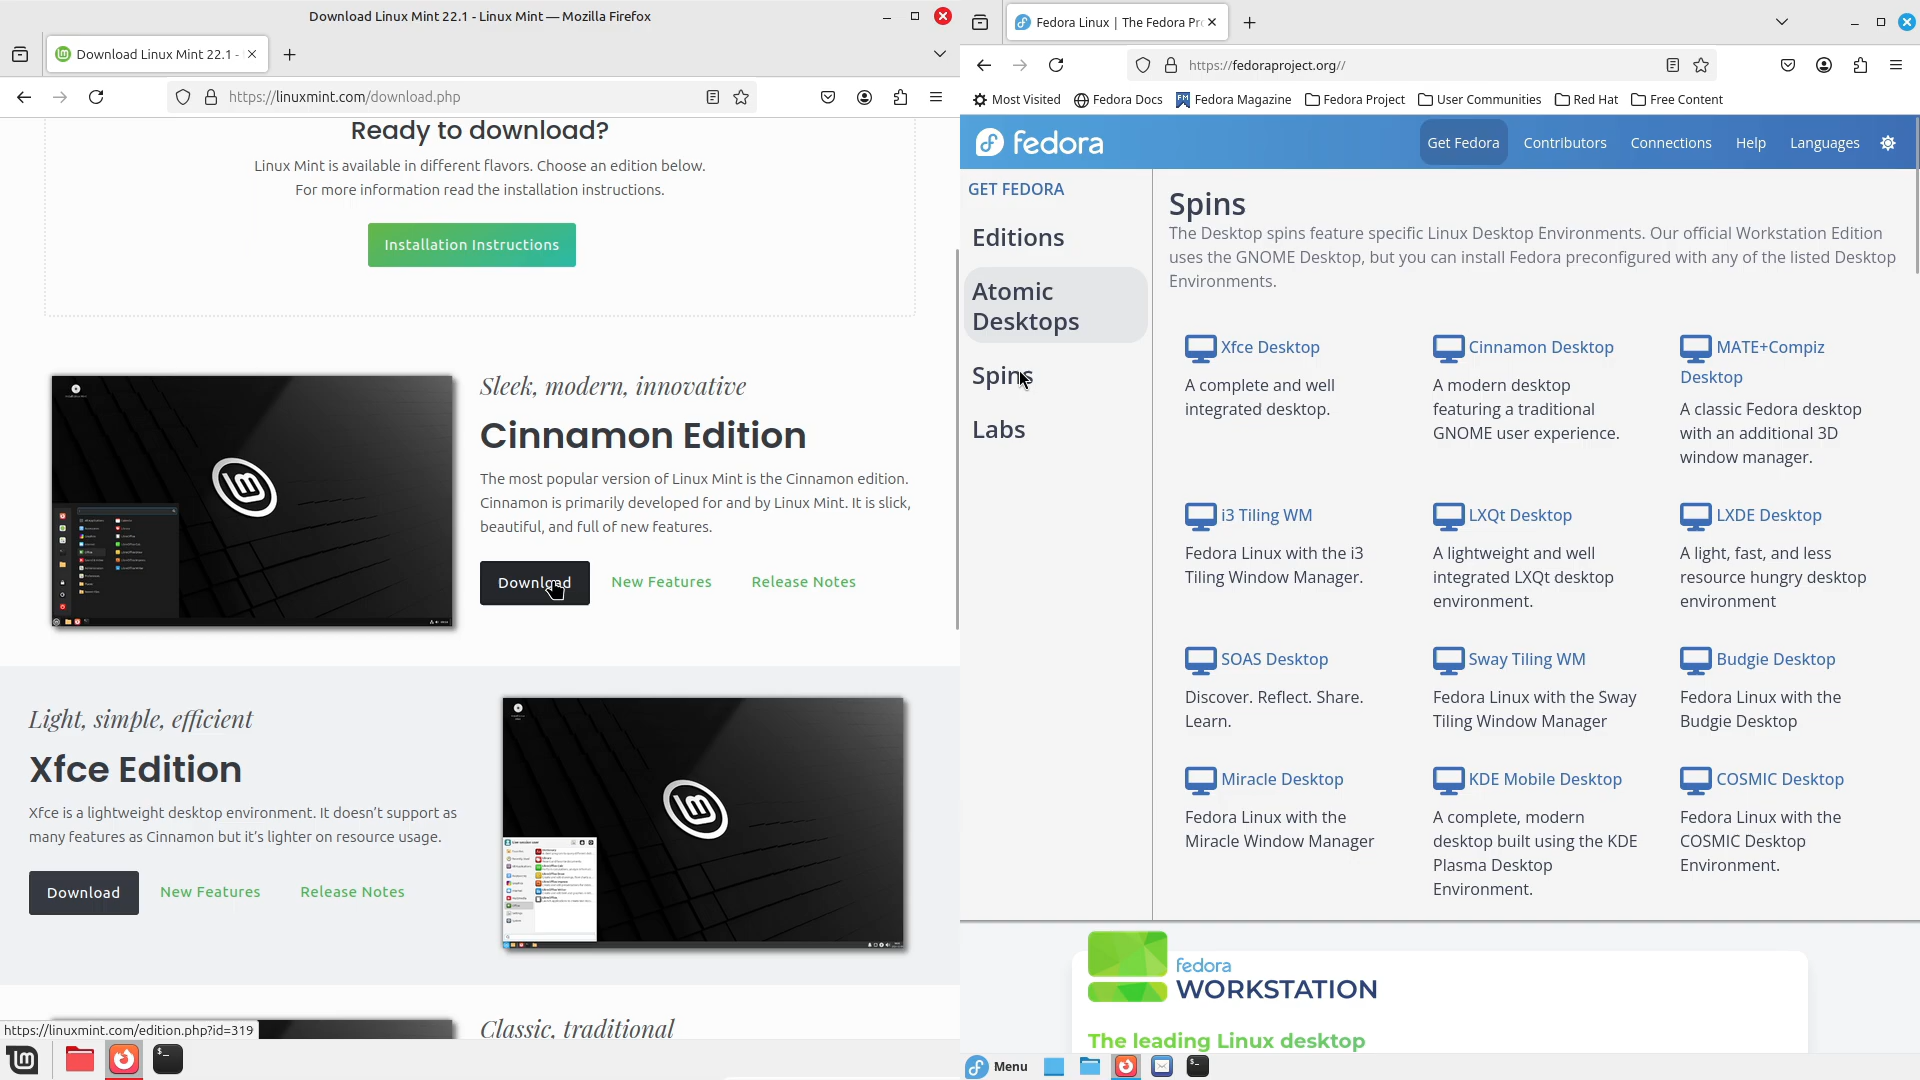 Download Linux Mint 22.1 - Linux Mint — Mozilla Firefox
Download Linux Mint 22.1 -
https://linuxmint.com/download.php
Ready to download?
Linux Mint is available in different flavors. Choose an edition below.
For more information read the installation instructions.
Installation Instructions
Sleek, modern, innovative
Cinnamon Edition
The most popular version of Linux Mint is the Cinnamon edition.
Cinnamon is primarily developed for and by Linux Mint. It is slick,
beautiful, and full of new features.
Download
New Features
Release Notes
Light, simple, efficient
Xfce Edition
Xfce is a lightweight desktop environment. It doesn’t support as
many features as Cinnamon but it’s lighter on resource usage.
Download
New Features
Release Notes
Classic, traditional
https://linuxmint.com/edition.php?id=319
Fedora Linux | The Fedora Pr
https://fedoraproject.org//
Most Visited
Fedora Docs
Fedora Magazine
Fedora Project
User Communities
Red Hat
Free Content
fedora
Get Fedora
Contributors
Connections
Help
Languages
GET FEDORA
Editions
Atomic
Desktops
Spins
Labs
Spins
The Desktop spins feature specific Linux Desktop Environments. Our official Workstation Edition
uses the GNOME Desktop, but you can install Fedora preconfigured with any of the listed Desktop
Environments.
Xfce Desktop
A complete and well
integrated desktop.
Cinnamon Desktop
A modern desktop
featuring a traditional
GNOME user experience.
MATE+Compiz
Desktop
A classic Fedora desktop
with an additional 3D
window manager.
i3 Tiling WM
Fedora Linux with the i3
Tiling Window Manager.
LXQt Desktop
A lightweight and well
integrated LXQt desktop
environment.
LXDE Desktop
A light, fast, and less
resource hungry desktop
environment
SOAS Desktop
Discover. Reflect. Share.
Learn.
Sway Tiling WM
Fedora Linux with the Sway
Tiling Window Manager
Budgie Desktop
Fedora Linux with the
Budgie Desktop
Miracle Desktop
Fedora Linux with the
Miracle Window Manager
KDE Mobile Desktop
A complete, modern
desktop built using the KDE
Plasma Desktop
Environment.
COSMIC Desktop
Fedora Linux with the
COSMIC Desktop
Environment.
fedora
WORKSTATION
The leading Linux desktop
Menu